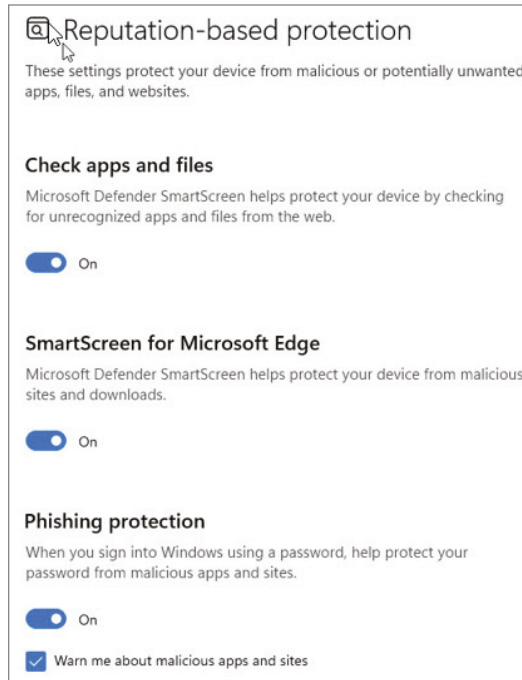 Reputation-based protection
These settings protect your device from malicious or potentially unwanted
apps, files, and websites.
Check apps and files
Microsoft Defender SmartScreen helps protect your device by checking
for unrecognized apps and files from the web.
On
SmartScreen for Microsoft Edge
Microsoft Defender SmartScreen helps protect your device from malicious
sites and downloads.
On
Phishing protection
When you sign into Windows using a password, help protect your
password from malicious apps and sites.
On
Warn me about malicious apps and sites